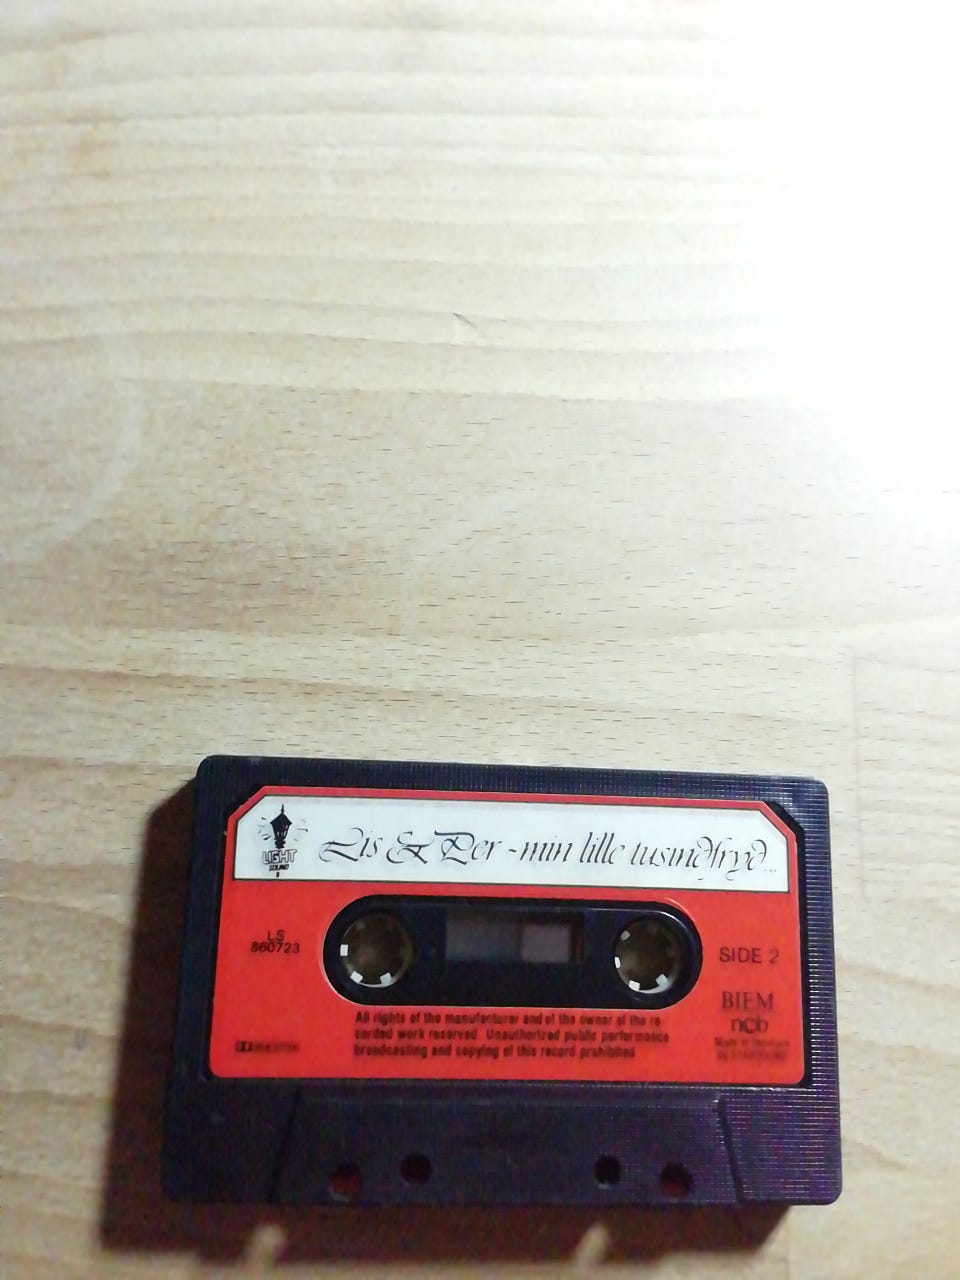 LIGHT
SOUND
Lis & Per - min lille tusindfryd...
LS
860723
SIDE 2
BIEM
ncb
All rights of the manufacturer and of the owner of the re-
corded work reserved. Unauthorized public performance
broadcasting and copying of this record prohibited
Made in Denmark
by